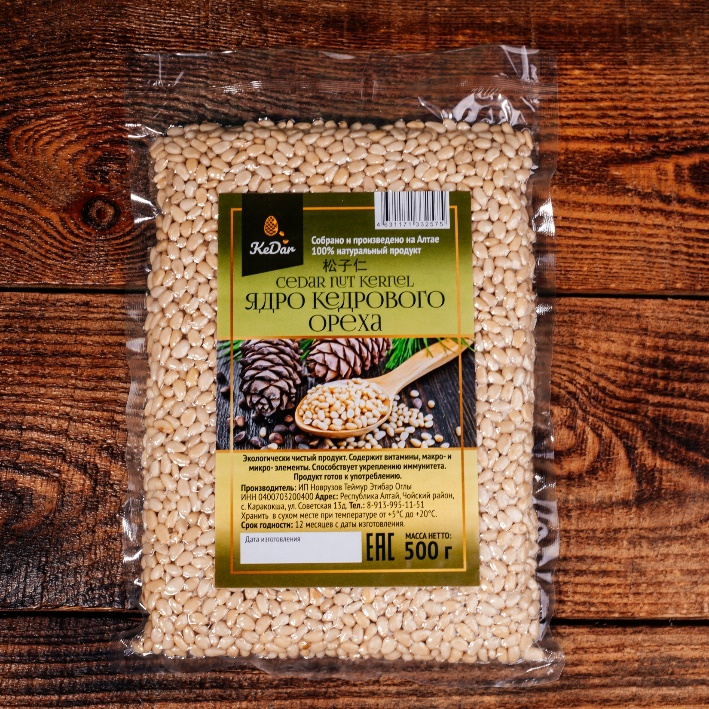 4631171332575
KeDar
Собрано и произведено на Алтае
100% натуральный продукт
松子仁
CEDAR NUT KERNEL
ЯДРО КЕДРОВОГО
ОРЕХА
Экологически чистый продукт. Содержит витамины, макро- и
микро- элементы. Способствует укреплению иммунитета.
Продукт готов к употреблению.
Производитель: ИП Новрузов Теймур Этибар Оглы
ИНН 0400703200400 Адрес: Республика Алтай, Чойский район,
с. Каракокша, ул. Советская 13д, Тел.: 8-913-995-11-51
Хранить в сухом месте при температуре от +5°С до +20°С.
Срок годности: 12 месяцев с даты изготовления.
Дата изготовления
ЕАС
МАССА НЕТТО:
500 г